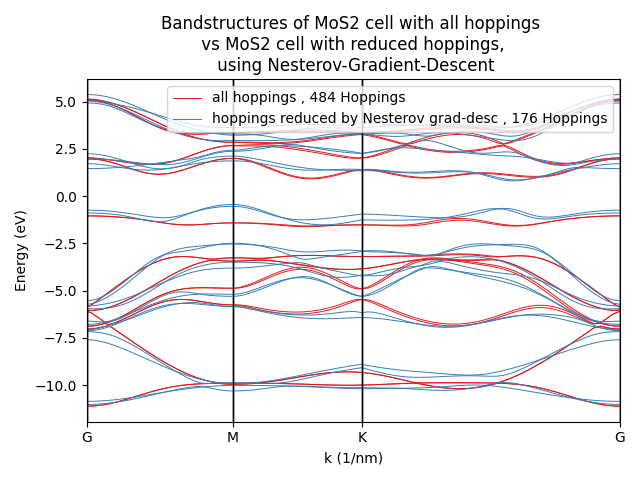 Bandstructures of MoS2 cell with all hoppings
vs MoS2 cell with reduced hoppings,
using Nesterov-Gradient-Descent
all hoppings , 484 Hoppings
hoppings reduced by Nesterov grad-desc , 176 Hoppings
Energy (eV)
5.0
2.5
0.0
−2.5
−5.0
−7.5
−10.0
G M K G
k (1/nm)